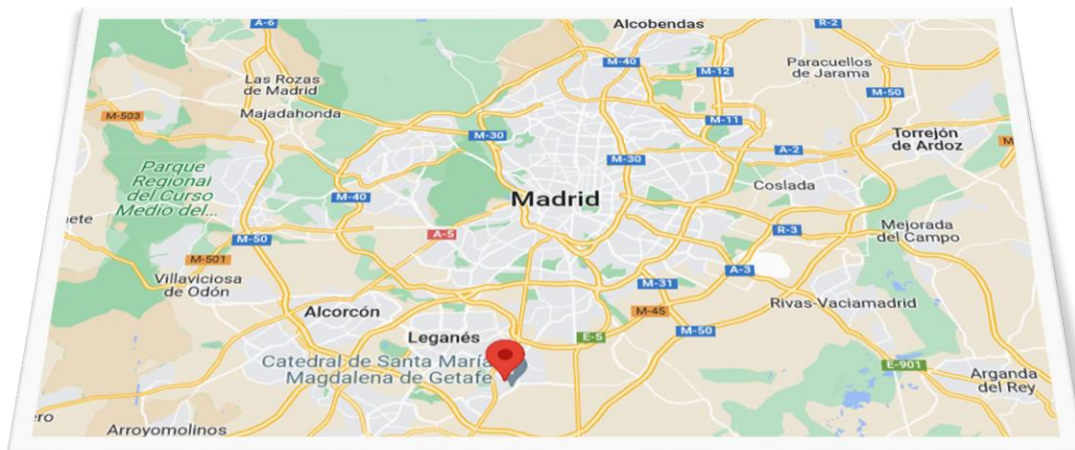 Alcobendas
A-6
R-2
M-40
M-12
Paracuellos
de Jarama
Las Rozas
de Madrid
M-50
M-503
Majadahonda
M-11
M-30
Torrejón
de Ardoz
M
A-2
M-30
Parque
Regional
del Curso
Medio del...
Coslada
M-40
Madrid
ete
A-5
M-50
R-3
Mejorada
del Campo
M-501
A-3
Villaviciosa
de Odón
M-31
Rivas-Vaciamadrid
Alcorcón
M-45
M-50
Leganés
E-5
Catedral de Santa María
Magdalena de Getafe
E-901
Arganda
del Rey
ero
Arroyomolinos